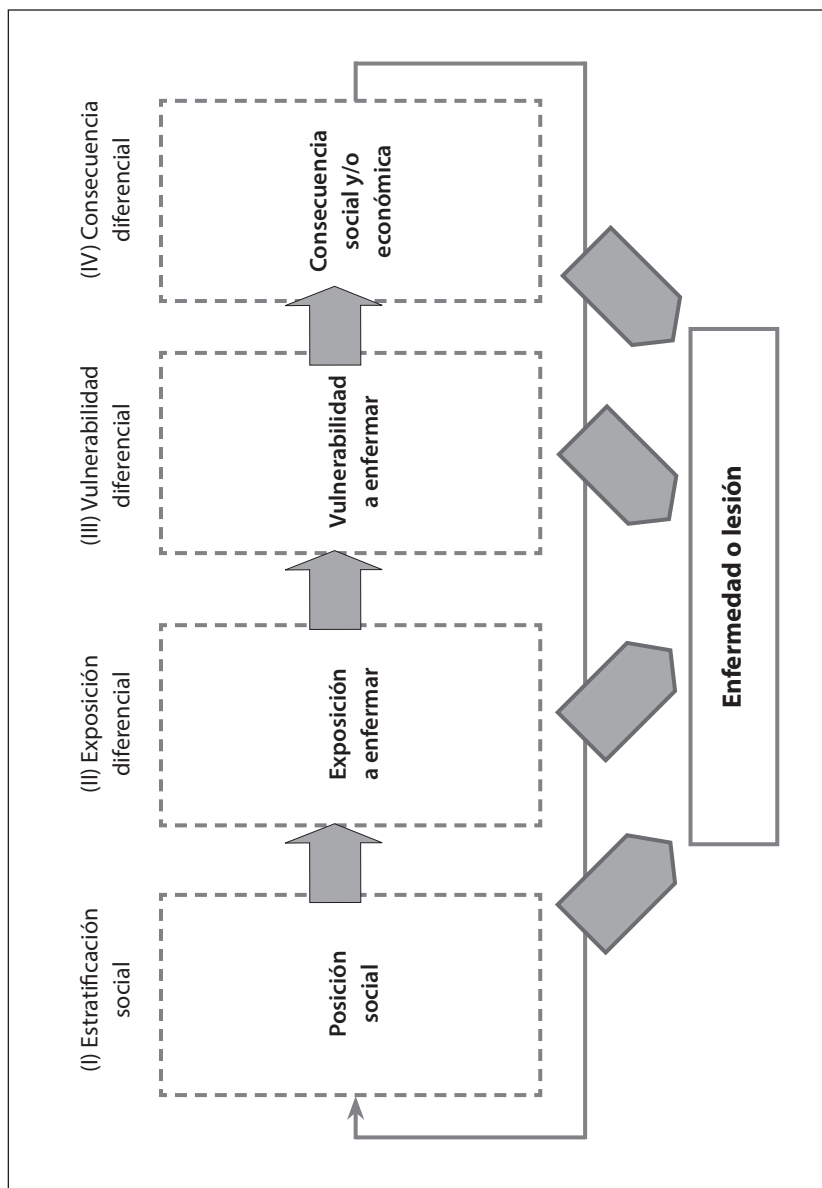 (I) Estratificación
social
(II) Exposición
diferencial
(III) Vulnerabilidad
diferencial
(IV) Consecuencia
diferencial
Posición
social
Exposición
a enfermar
Vulnerabilidad
a enfermar
Consecuencia
social y/o
económica
Enfermedad o lesión